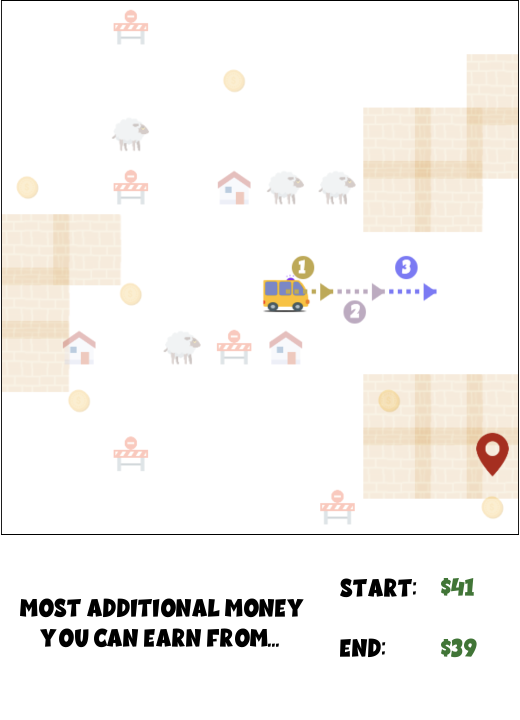 1
3
2
MOST ADDITIONAL MONEY
YOU CAN EARN FROM...
START: $41
END: $39